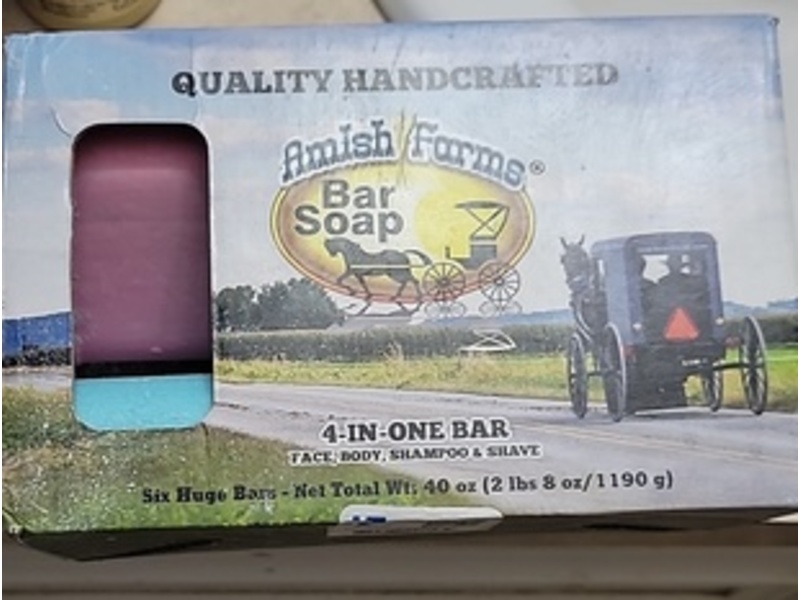 QUALITY HANDCRAFTED
Amish Farms®
Bar
Soap
4-IN-ONE BAR
FACE, BODY, SHAMPOO & SHAVE
Six Huge Bars - Net Total Wt: 40 oz (2 lbs 8 oz/1190 g)